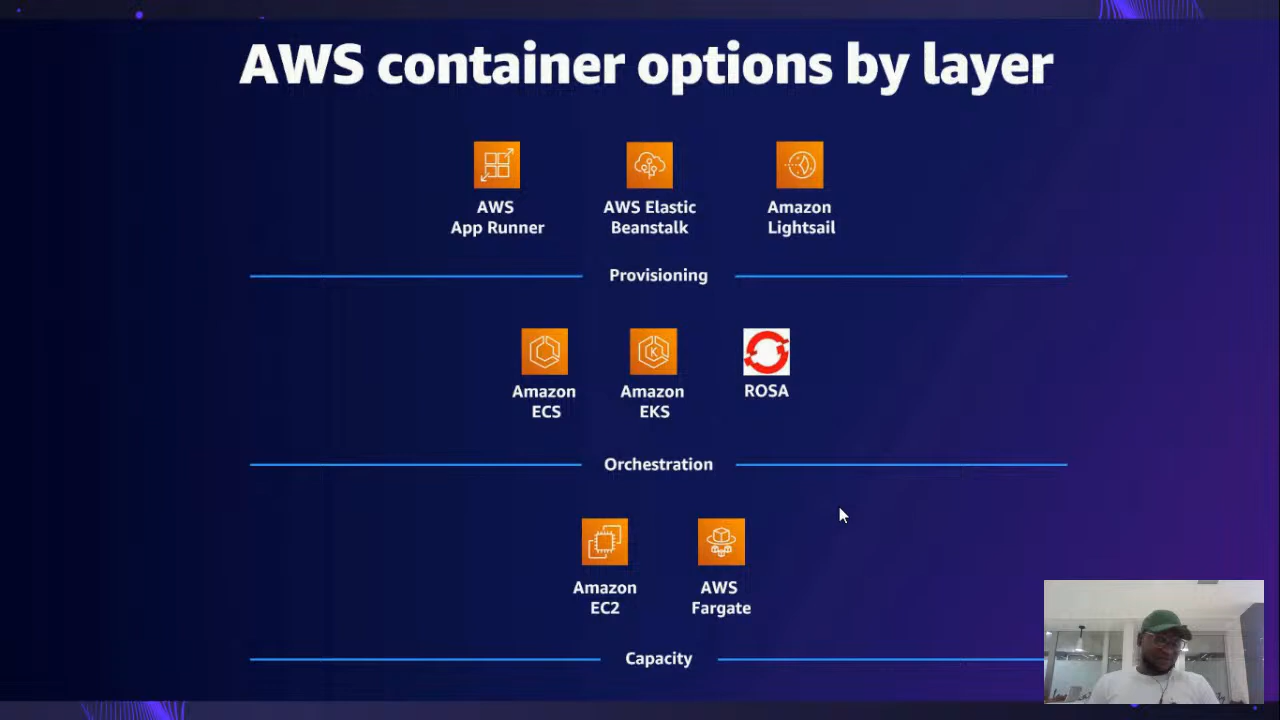 AWS container options by layer
AWS
App Runner
AWS Elastic
Beanstalk
Amazon
Lightsail
Provisioning
Amazon
ECS
Amazon
EKS
ROSA
Orchestration
Amazon
EC2
AWS
Fargate
Capacity